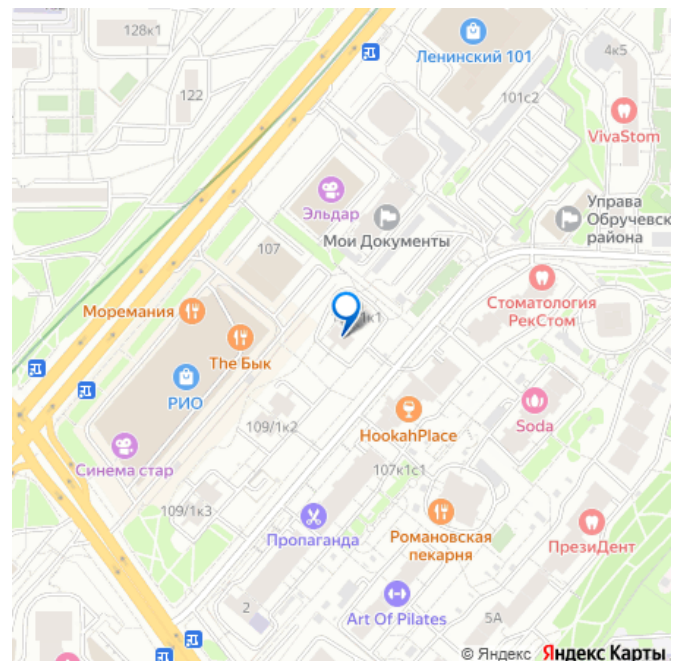 128к1
122
Ленинский 101
4к5
101с2
VivaStom
Эльдар
Мои Документы
Управа
Обручевск
района
107
Моремания
Стоматология
РекСтом
1к1
The Бык
РИО
HookahPlace
Soda
109/1к2
Синема стар
107к1с1
109/1к3
Пропаганда
Романовская
пекарня
ПрезиДент
2
Art Of Pilates
5А
© Яндекс Яндекс Карты